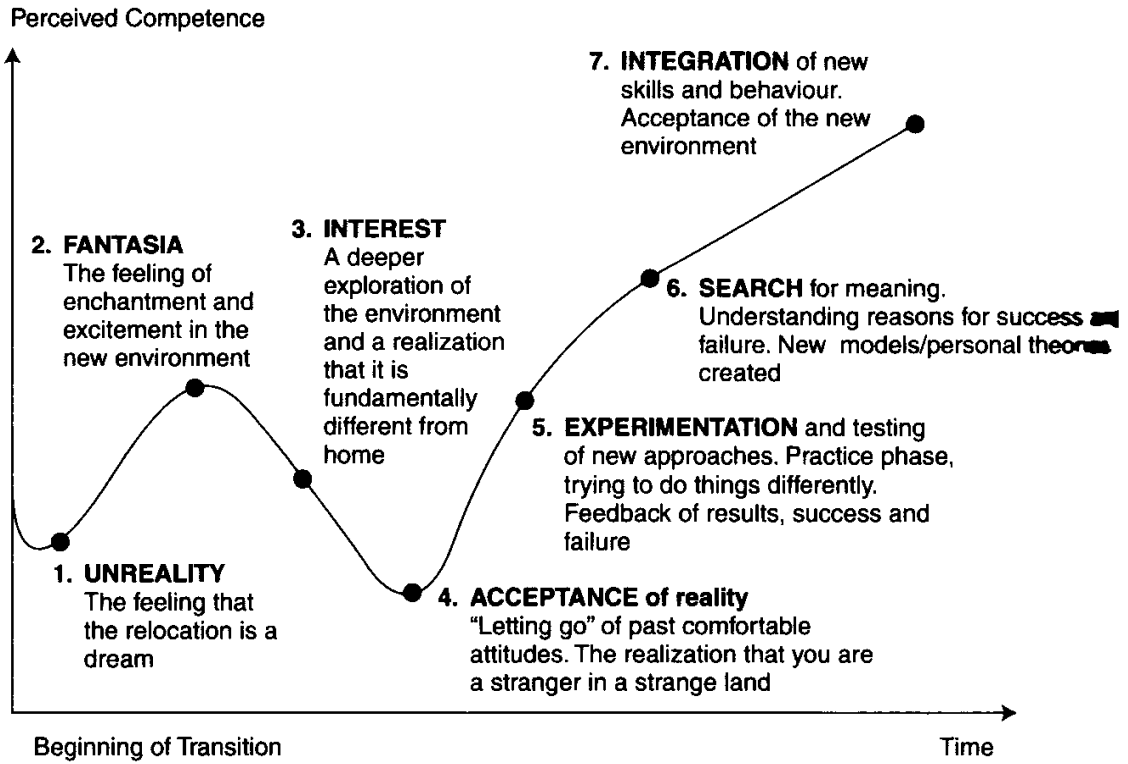 Perceived Competence
7. INTEGRATION of new
skills and behaviour.
Acceptance of the new
environment
3. INTEREST
A deeper
exploration of
the environment
and a realization
that it is
fundamentally
different from
home
2. FANTASIA
The feeling of
enchantment and
excitement in the
new environment
6. SEARCH for meaning.
Understanding reasons for success
failure. New models/personal
created
5. EXPERIMENTATION and testing
of new approaches. Practice phase,
trying to do things differently.
Feedback of results, success and
failure
1. UNREALITY
The feeling that
the relocation is a
dream
4. ACCEPTANCE of reality
"Letting go" of past comfortable
attitudes. The realization that you are
a stranger in a strange land
Beginning of Transition
Time